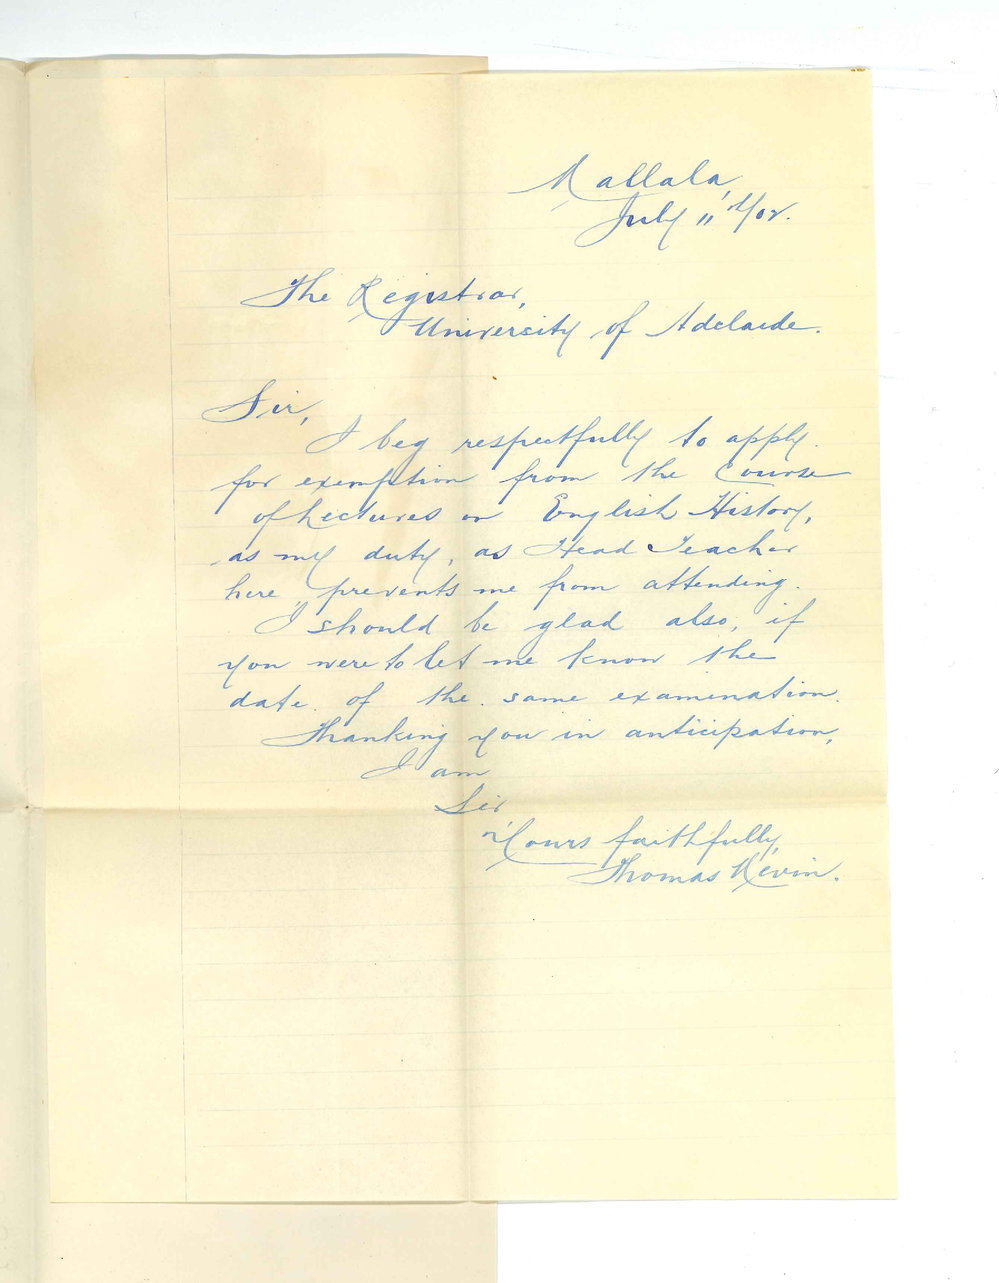 Mallala,
July 11th/02.
The Registrar,
University of Adelaide.
Sir,
I beg respectfully to apply
for exemption from the Course
of Lectures on English History,
as my duty, as Head Teacher
here, prevents me from attending.
I should be glad also, if
you were to let me know the
date of the same examination.
Thanking you in anticipation,
I am
Sir
Yours faithfully,
Thomas Kevin.